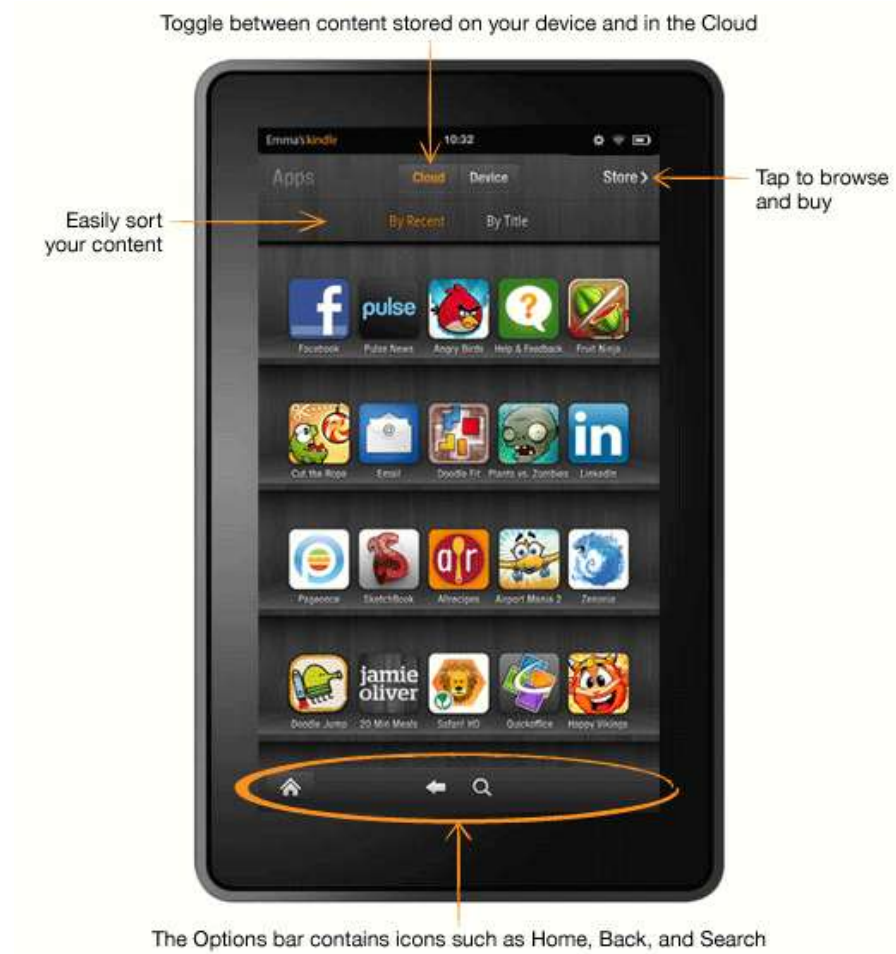 Toggle between content stored on your device and in the Cloud
Emma's kindle 10:32
Apps Cloud Device Store >
Tap to browse
and buy
Easily sort
your content
By Recent By Title
pulse
Facebook Pulse News Angry Birds Help & Feedback Fruit Ninja
@
in
Cut the Rope Email Doodle Fit Plants vs. Zombies LinkedIn
ar
Pageonce SketchBook Allrecipes Airport Mania 2 Zenonia
jamie
oliver
Doodle Jump 20 Min Meals Safari HD Quickoffice Happy Vikings
The Options bar contains icons such as Home, Back, and Search